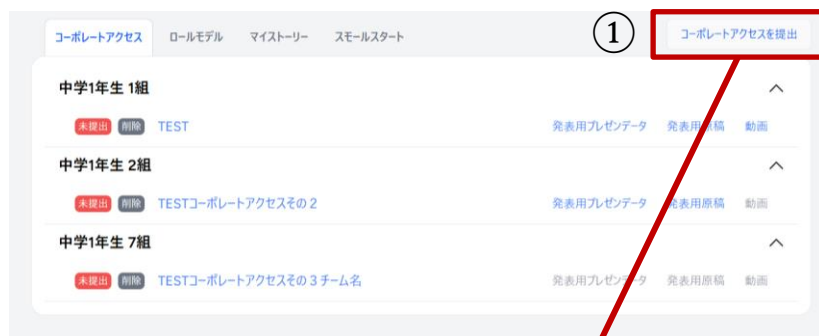 コーポレートアクセス ロールモデル マイストーリー スモールスタート ① コーポレートアクセスを提出
中学1年生 1組
未提出 削除 TEST 発表用プレゼンデータ 発表用原稿 動画
中学1年生 2組
未提出 削除 TESTコーポレートアクセスその 2 発表用プレゼンデータ 発表用原稿 動画
中学1年生 7組
未提出 削除 TESTコーポレートアクセスその 3 チーム名 発表用プレゼンデータ 発表用原稿 動画